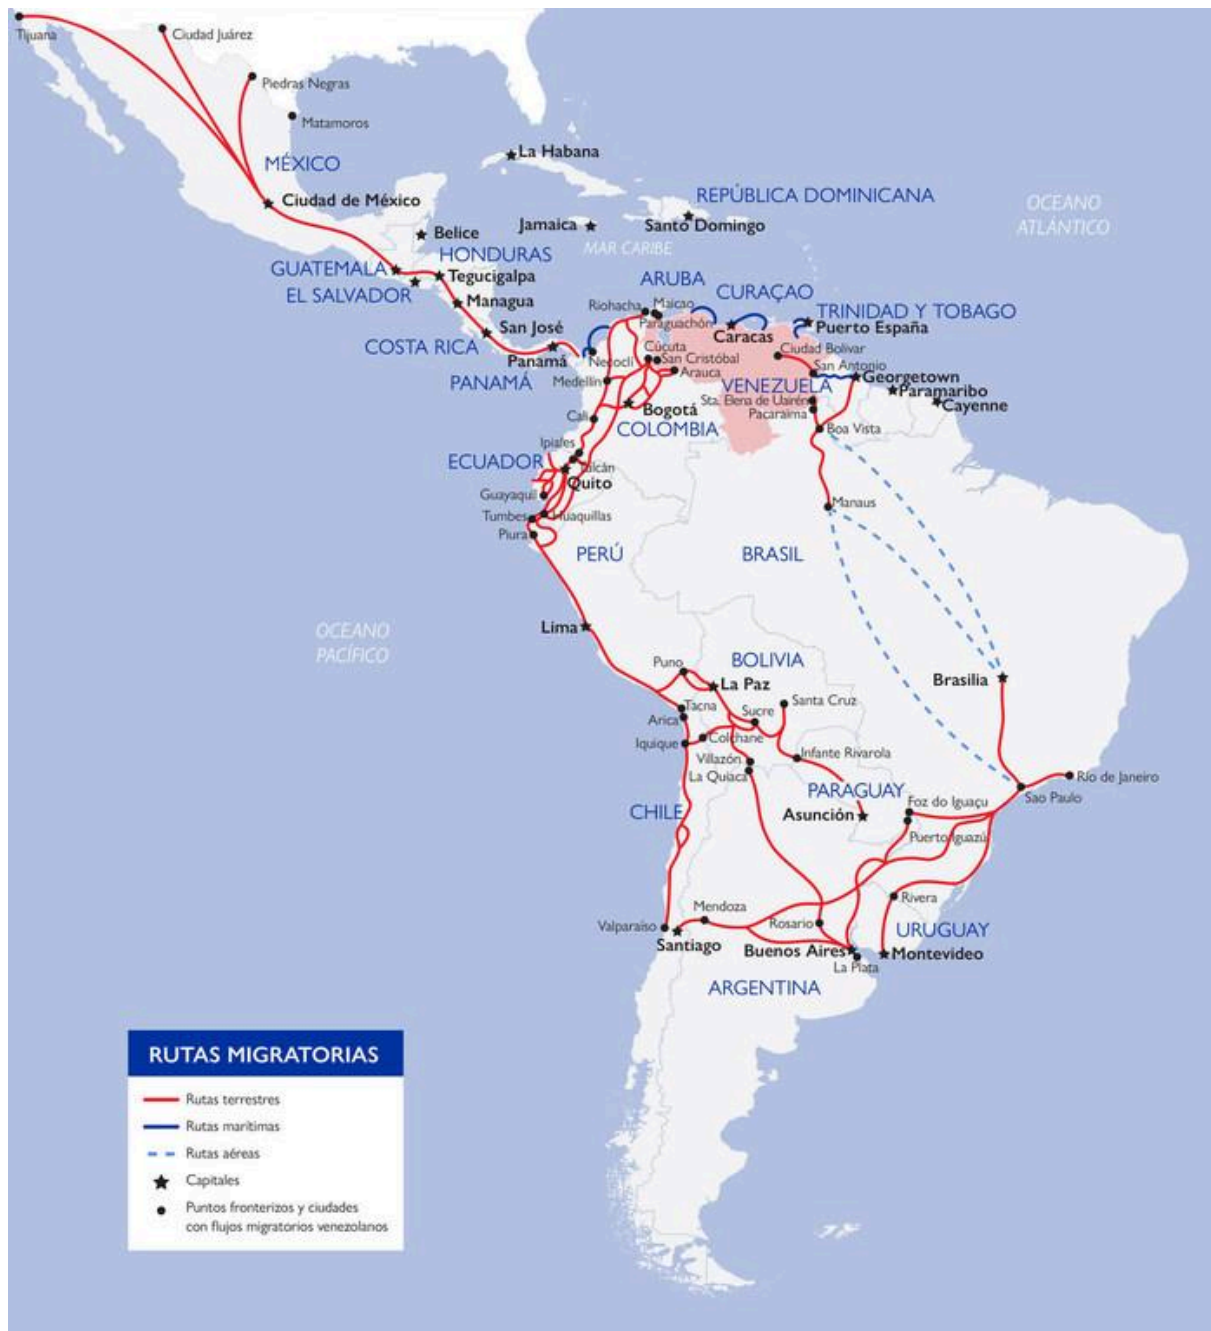 Tijuana
Ciudad Juárez
Piedras Negras
Matamoros
MÉXICO
La Habana
Ciudad de México
REPÚBLICA DOMINICANA
OCEANO
ATLÁNTICO
Jamaica
Santo Domingo
Belice
MAR CARIBE
HONDURAS
GUATEMALA
Tegucigalpa
ARUBA
EL SALVADOR
CURAÇAO
Managua
Riohacha
Maicao
TRINIDAD Y TOBAGO
Paraguachón
San José
Puerto España
Caracas
COSTA RICA
Panamá
Necoclí
Cúcuta
San Cristóbal
Ciudad Bolivar
San Antonio
PANAMÁ
Medellín
Arauca
Georgetown
VENEZUELA
Paramaribo
Sta. Elena de Uairén
Cayenne
Bogotá
Pacaraima
Cali
COLOMBIA
Boa Vista
Ipiales
ECUADOR
Tulcán
Quito
Guayaquil
Manaus
Tumbes
Huaquillas
Piura
PERÚ
BRASIL
Lima
OCEANO
PACÍFICO
Puno
BOLIVIA
La Paz
Brasilia
Santa Cruz
Tacna
Sucre
Arica
Colchane
Iquique
Infante Rivarola
Villazón
La Quiaca
Río de Janeiro
PARAGUAY
Sao Paulo
Foz do Iguaçu
CHILE
Asunción
Puerto Iguazú
Rivera
Mendoza
Valparaíso
Rosario
URUGUAY
Santiago
Buenos Aires
Montevideo
La Plata
ARGENTINA
RUTAS MIGRATORIAS
Rutas terrestres
Rutas marítimas
Rutas aéreas
Capitales
Puntos fronterizos y ciudades
con flujos migratorios venezolanos